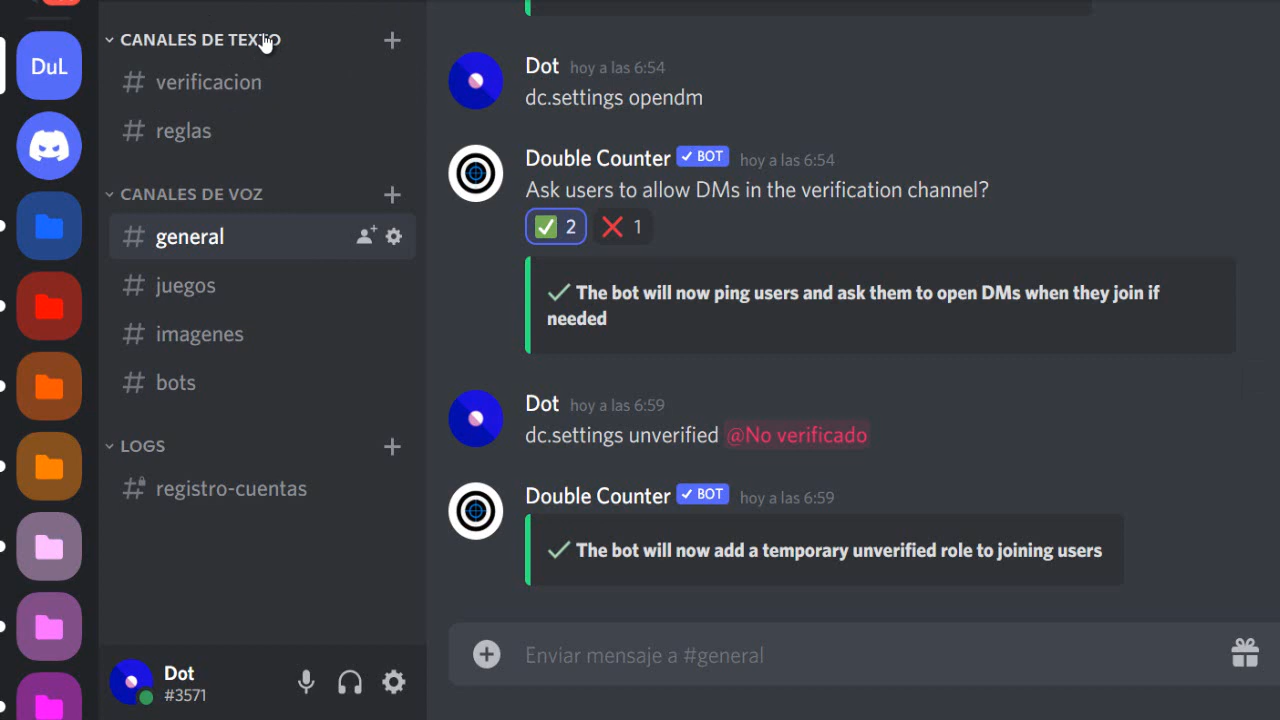 DuL
CANALES DE TEXTO
verificacion
reglas
CANALES DE VOZ
general
juegos
imagenes
bots
LOGS
registro-cuentas
Dot
#3571
Dot hoy a las 6:54
dc.settings opendm
Double Counter ✓ BOT hoy a las 6:54
Ask users to allow DMs in the verification channel?
✅ 2 ❌ 1
✓ The bot will now ping users and ask them to open DMs when they join if
needed
Dot hoy a las 6:59
dc.settings unverified @No verificado
Double Counter ✓ BOT hoy a las 6:59
✓ The bot will now add a temporary unverified role to joining users
Enviar mensaje a #general